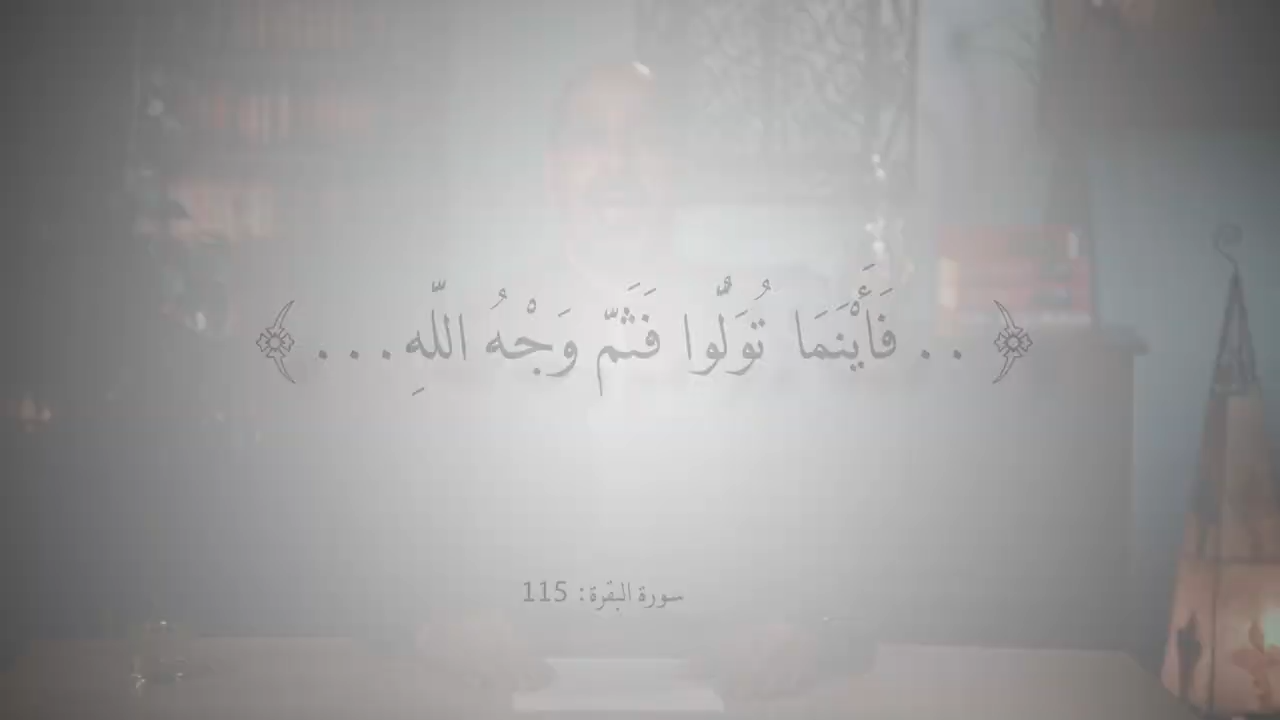 ﴿ . . فَأَيْنَمَا تُوَلُّوا فَثَمَّ وَجْهُ اللَّهِ . . . ﴾
سورة البقرة: 115